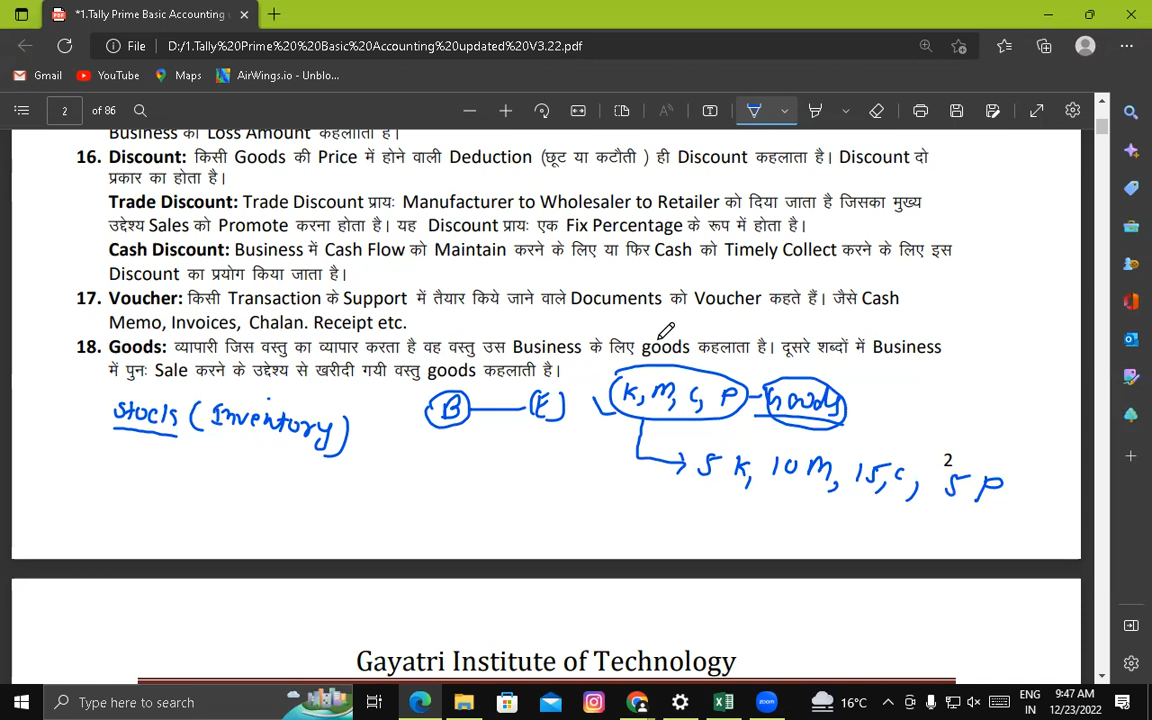 *1.Tally Prime Basic Accounting
File
D:/1.Tally%20Prime%20%20Basic%20Accounting%20updated%20V3.22.pdf
Gmail
YouTube
Maps
AirWings.io - Unblo...
2
of 86
Business का Loss Amount कहलाता है।
16. Discount: किसी Goods की Price में होने वाली Deduction (छूट या कटौती ) ही Discount कहलाता है। Discount दो
प्रकार का होता है।
Trade Discount: Trade Discount प्रायः Manufacturer to Wholesaler to Retailer को दिया जाता है जिसका मुख्य
उद्देश्य Sales को Promote करना होता है। यह Discount प्रायः एक Fix Percentage के रूप में होता है।
Cash Discount: Business में Cash Flow को Maintain करने के लिए या फिर Cash को Timely Collect करने के लिए इस
Discount का प्रयोग किया जाता है।
17. Voucher: किसी Transaction के Support में तैयार किये जाने वाले Documents को Voucher कहते हैं। जैसे Cash
Memo, Invoices, Chalan. Receipt etc.
18. Goods: व्यापारी जिस वस्तु का व्यापार करता है वह वस्तु उस Business के लिए goods कहलाता है। दूसरे शब्दों में Business
में पुनः Sale करने के उद्देश्य से खरीदी गयी वस्तु goods कहलाती है।
Stocks (Inventory)
B
(E)
K, M, C, P - Goods
5 K, 10 M, 15, C, 5 P
2
Gayatri Institute of Technology
Type here to search
16°C
ENG
IN
9:47 AM
12/23/2022